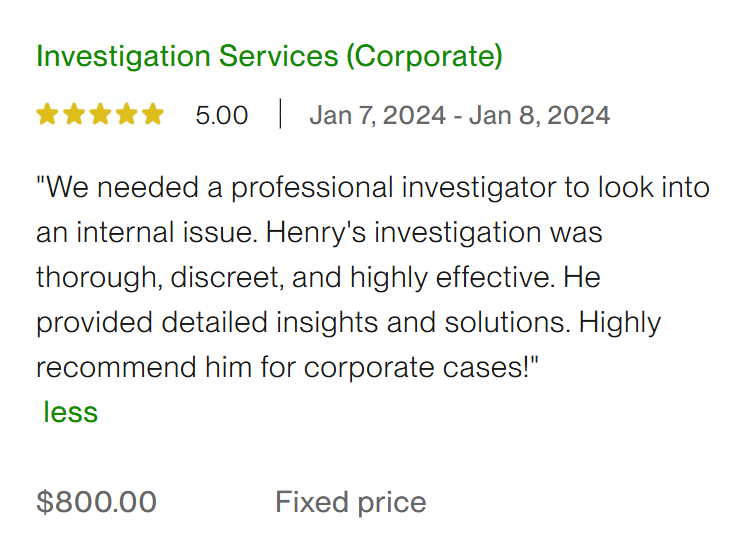 Investigation Services (Corporate)
5.00 | Jan 7, 2024 - Jan 8, 2024
"We needed a professional investigator to look into
an internal issue. Henry's investigation was
thorough, discreet, and highly effective. He
provided detailed insights and solutions. Highly
recommend him for corporate cases!"
less
$800.00 Fixed price